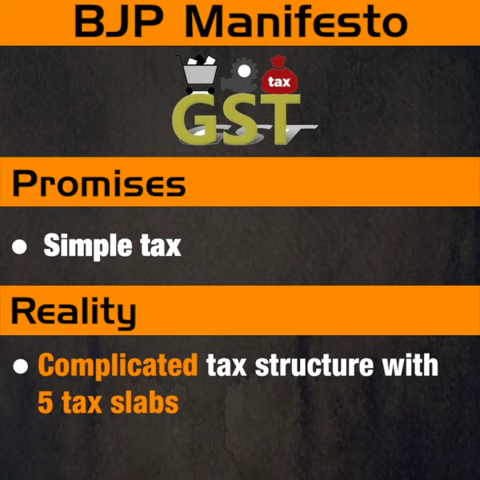 BJP Manifesto
tax
GST
Promises
• Simple tax
Reality
• Complicated tax structure with
5 tax slabs